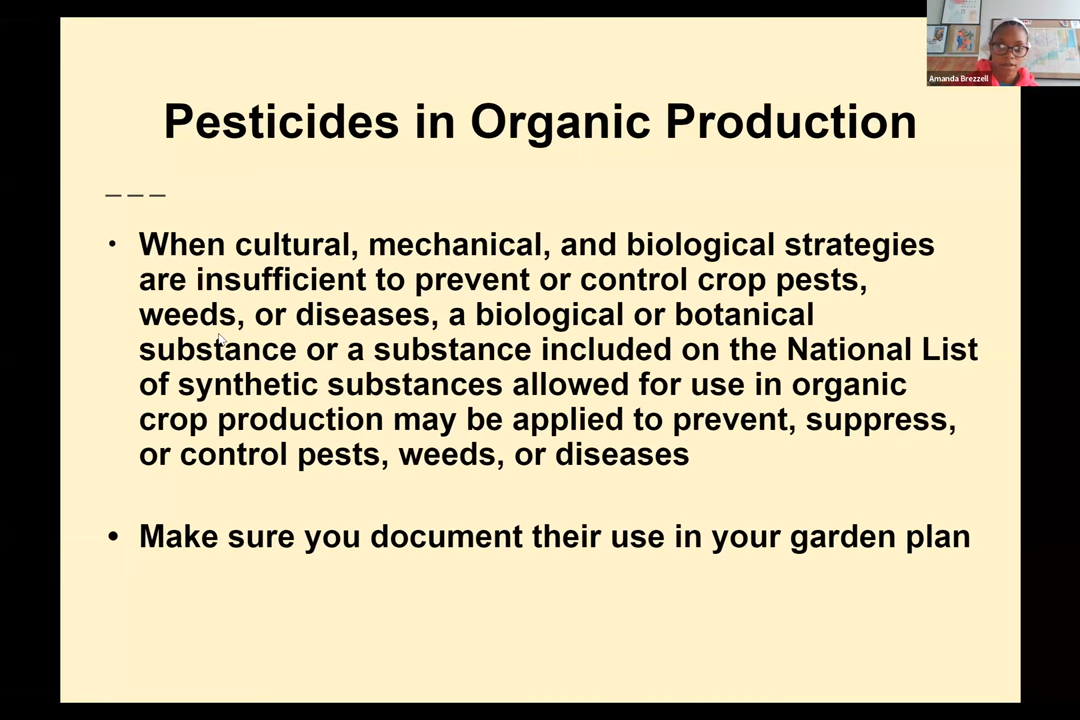 Amanda Brezzell
Pesticides in Organic Production
• When cultural, mechanical, and biological strategies
are insufficient to prevent or control crop pests,
weeds, or diseases, a biological or botanical
substance or a substance included on the National List
of synthetic substances allowed for use in organic
crop production may be applied to prevent, suppress,
or control pests, weeds, or diseases
• Make sure you document their use in your garden plan